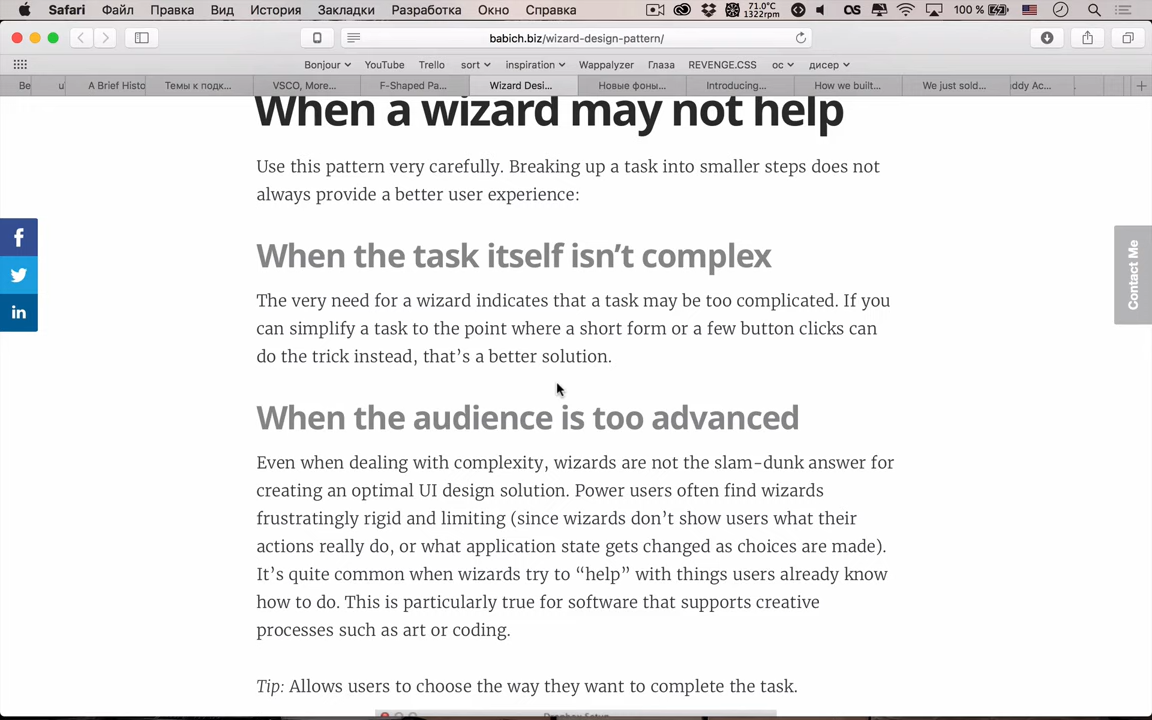 Safari Файл Правка Вид История Закладки Разработка Окно Справка 71.0°C 1322rpm 100 %
babich.biz/wizard-design-pattern/
Bonjour YouTube Trello sort inspiration Wappalyzer Глаза REVENGE.CSS ос дисер
Be u A Brief Histo Темы к подк... VSCO, More... F-Shaped Pa... Wizard Desi... Новые фоны... Introducing... How we built... We just sold... ddy Ac...
When a wizard may not help
Use this pattern very carefully. Breaking up a task into smaller steps does not
always provide a better user experience:
When the task itself isn’t complex
The very need for a wizard indicates that a task may be too complicated. If you
can simplify a task to the point where a short form or a few button clicks can
do the trick instead, that’s a better solution.
When the audience is too advanced
Even when dealing with complexity, wizards are not the slam-dunk answer for
creating an optimal UI design solution. Power users often find wizards
frustratingly rigid and limiting (since wizards don’t show users what their
actions really do, or what application state gets changed as choices are made).
It’s quite common when wizards try to “help” with things users already know
how to do. This is particularly true for software that supports creative
processes such as art or coding.
Tip: Allows users to choose the way they want to complete the task.
Contact Me